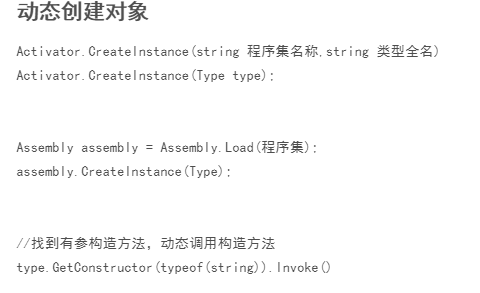 动态创建对象
Activator.CreateInstance(string 程序集名称,string 类型全名)
Activator.CreateInstance(Type type);
Assembly assembly = Assembly.Load(程序集);
assembly.CreateInstance(Type);
//找到有参构造方法，动态调用构造方法
type.GetConstructor(typeof(string)).Invoke()